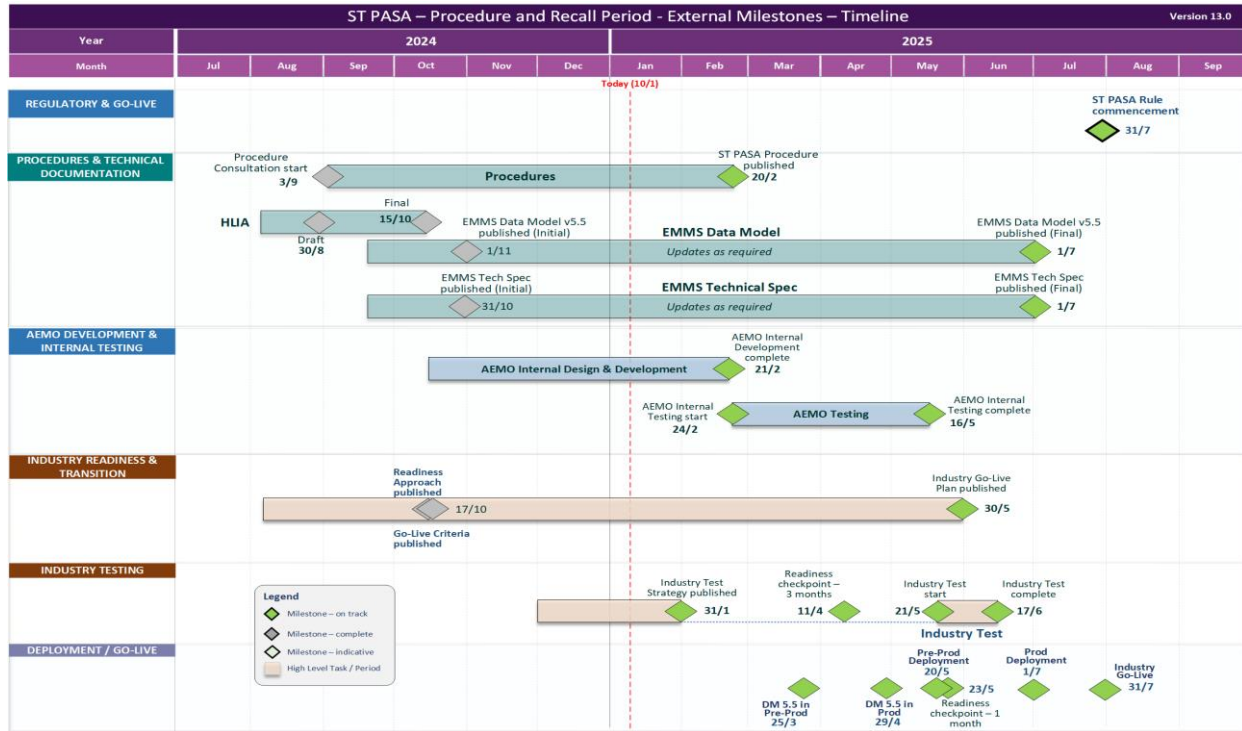 ST PASA – Procedure and Recall Period - External Milestones – Timeline
Version 13.0
Year
2024
2025
Month
Jul
Aug
Sep
Oct
Nov
Dec
Jan
Feb
Mar
Apr
May
Jun
Jul
Aug
Sep
Today (10/1)
REGULATORY & GO-LIVE
ST PASA Rule
commencement
31/7
PROCEDURES & TECHNICAL
DOCUMENTATION
Procedure
Consultation start
3/9
Procedures
ST PASA Procedure
published
20/2
HLIA
Final
15/10
Draft
30/8
EMMS Data Model v5.5
published (Initial)
1/11
EMMS Data Model
Updates as required
EMMS Data Model v5.5
published (Final)
1/7
EMMS Tech Spec
published (Initial)
31/10
EMMS Technical Spec
Updates as required
EMMS Tech Spec
published (Final)
1/7
AEMO DEVELOPMENT &
INTERNAL TESTING
AEMO Internal Design & Development
AEMO Internal
Development
complete
21/2
AEMO Internal
Testing start
24/2
AEMO Testing
AEMO Internal
Testing complete
16/5
INDUSTRY READINESS &
TRANSITION
Readiness
Approach
published
17/10
Go-Live Criteria
published
Industry Go-Live
Plan published
30/5
INDUSTRY TESTING
Industry Test
Strategy published
31/1
Readiness
checkpoint –
3 months
11/4
Industry Test
start
21/5
Industry Test
complete
17/6
Industry Test
Legend
Milestone – on track
Milestone – complete
Milestone – indicative
High Level Task / Period
DEPLOYMENT / GO-LIVE
DM 5.5 in
Pre-Prod
25/3
DM 5.5 in
Prod
29/4
Pre-Prod
Deployment
20/5
23/5
Readiness
checkpoint – 1
month
Prod
Deployment
1/7
Industry
Go-Live
31/7